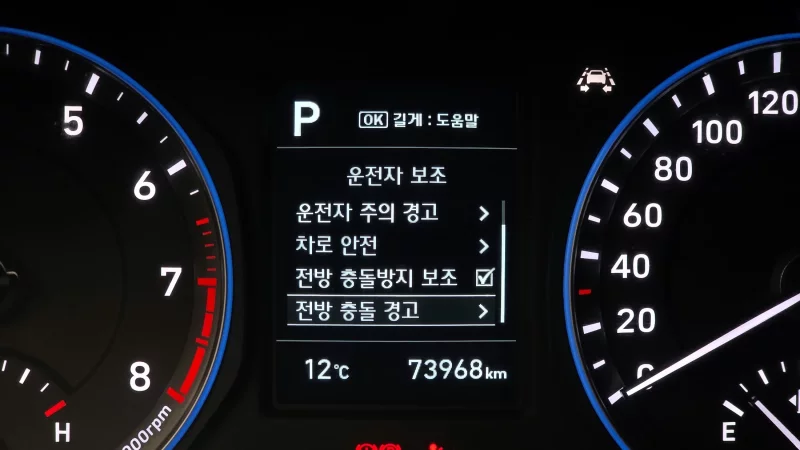 P
OK 길게 : 도움말
운전자 보조
운전자 주의 경고
차로 안전
전방 충돌방지 보조
전방 충돌 경고
12℃
73968km
5
6
7
8
H
000rpm
120
100
80
60
40
20
0
E